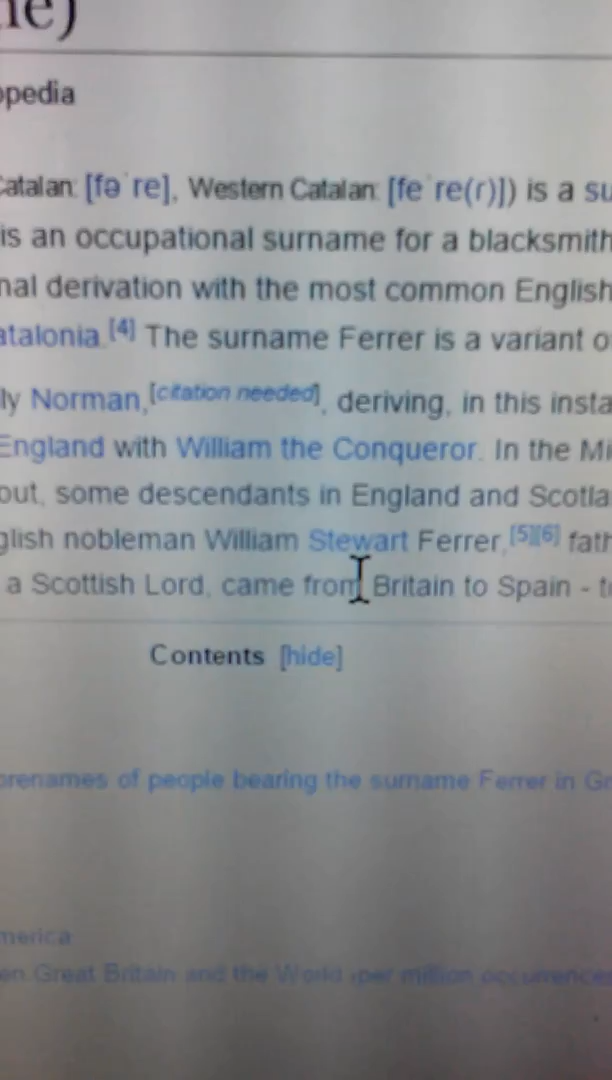 ne)
opedia
Catalan: [fəˈre], Western Catalan: [feˈre(r)]) is a su
is an occupational surname for a blacksmith
nal derivation with the most common English
atalonia.[4] The surname Ferrer is a variant o
ly Norman,[citation needed], deriving, in this insta
England with William the Conqueror. In the Mi
out, some descendants in England and Scotla
glish nobleman William Stewart Ferrer,[5][6] fath
a Scottish Lord, came from Britain to Spain - t
Contents [hide]
orenames of people bearing the surname Ferrer in Gr
merica
en Great Britain and the World (per million occurrences